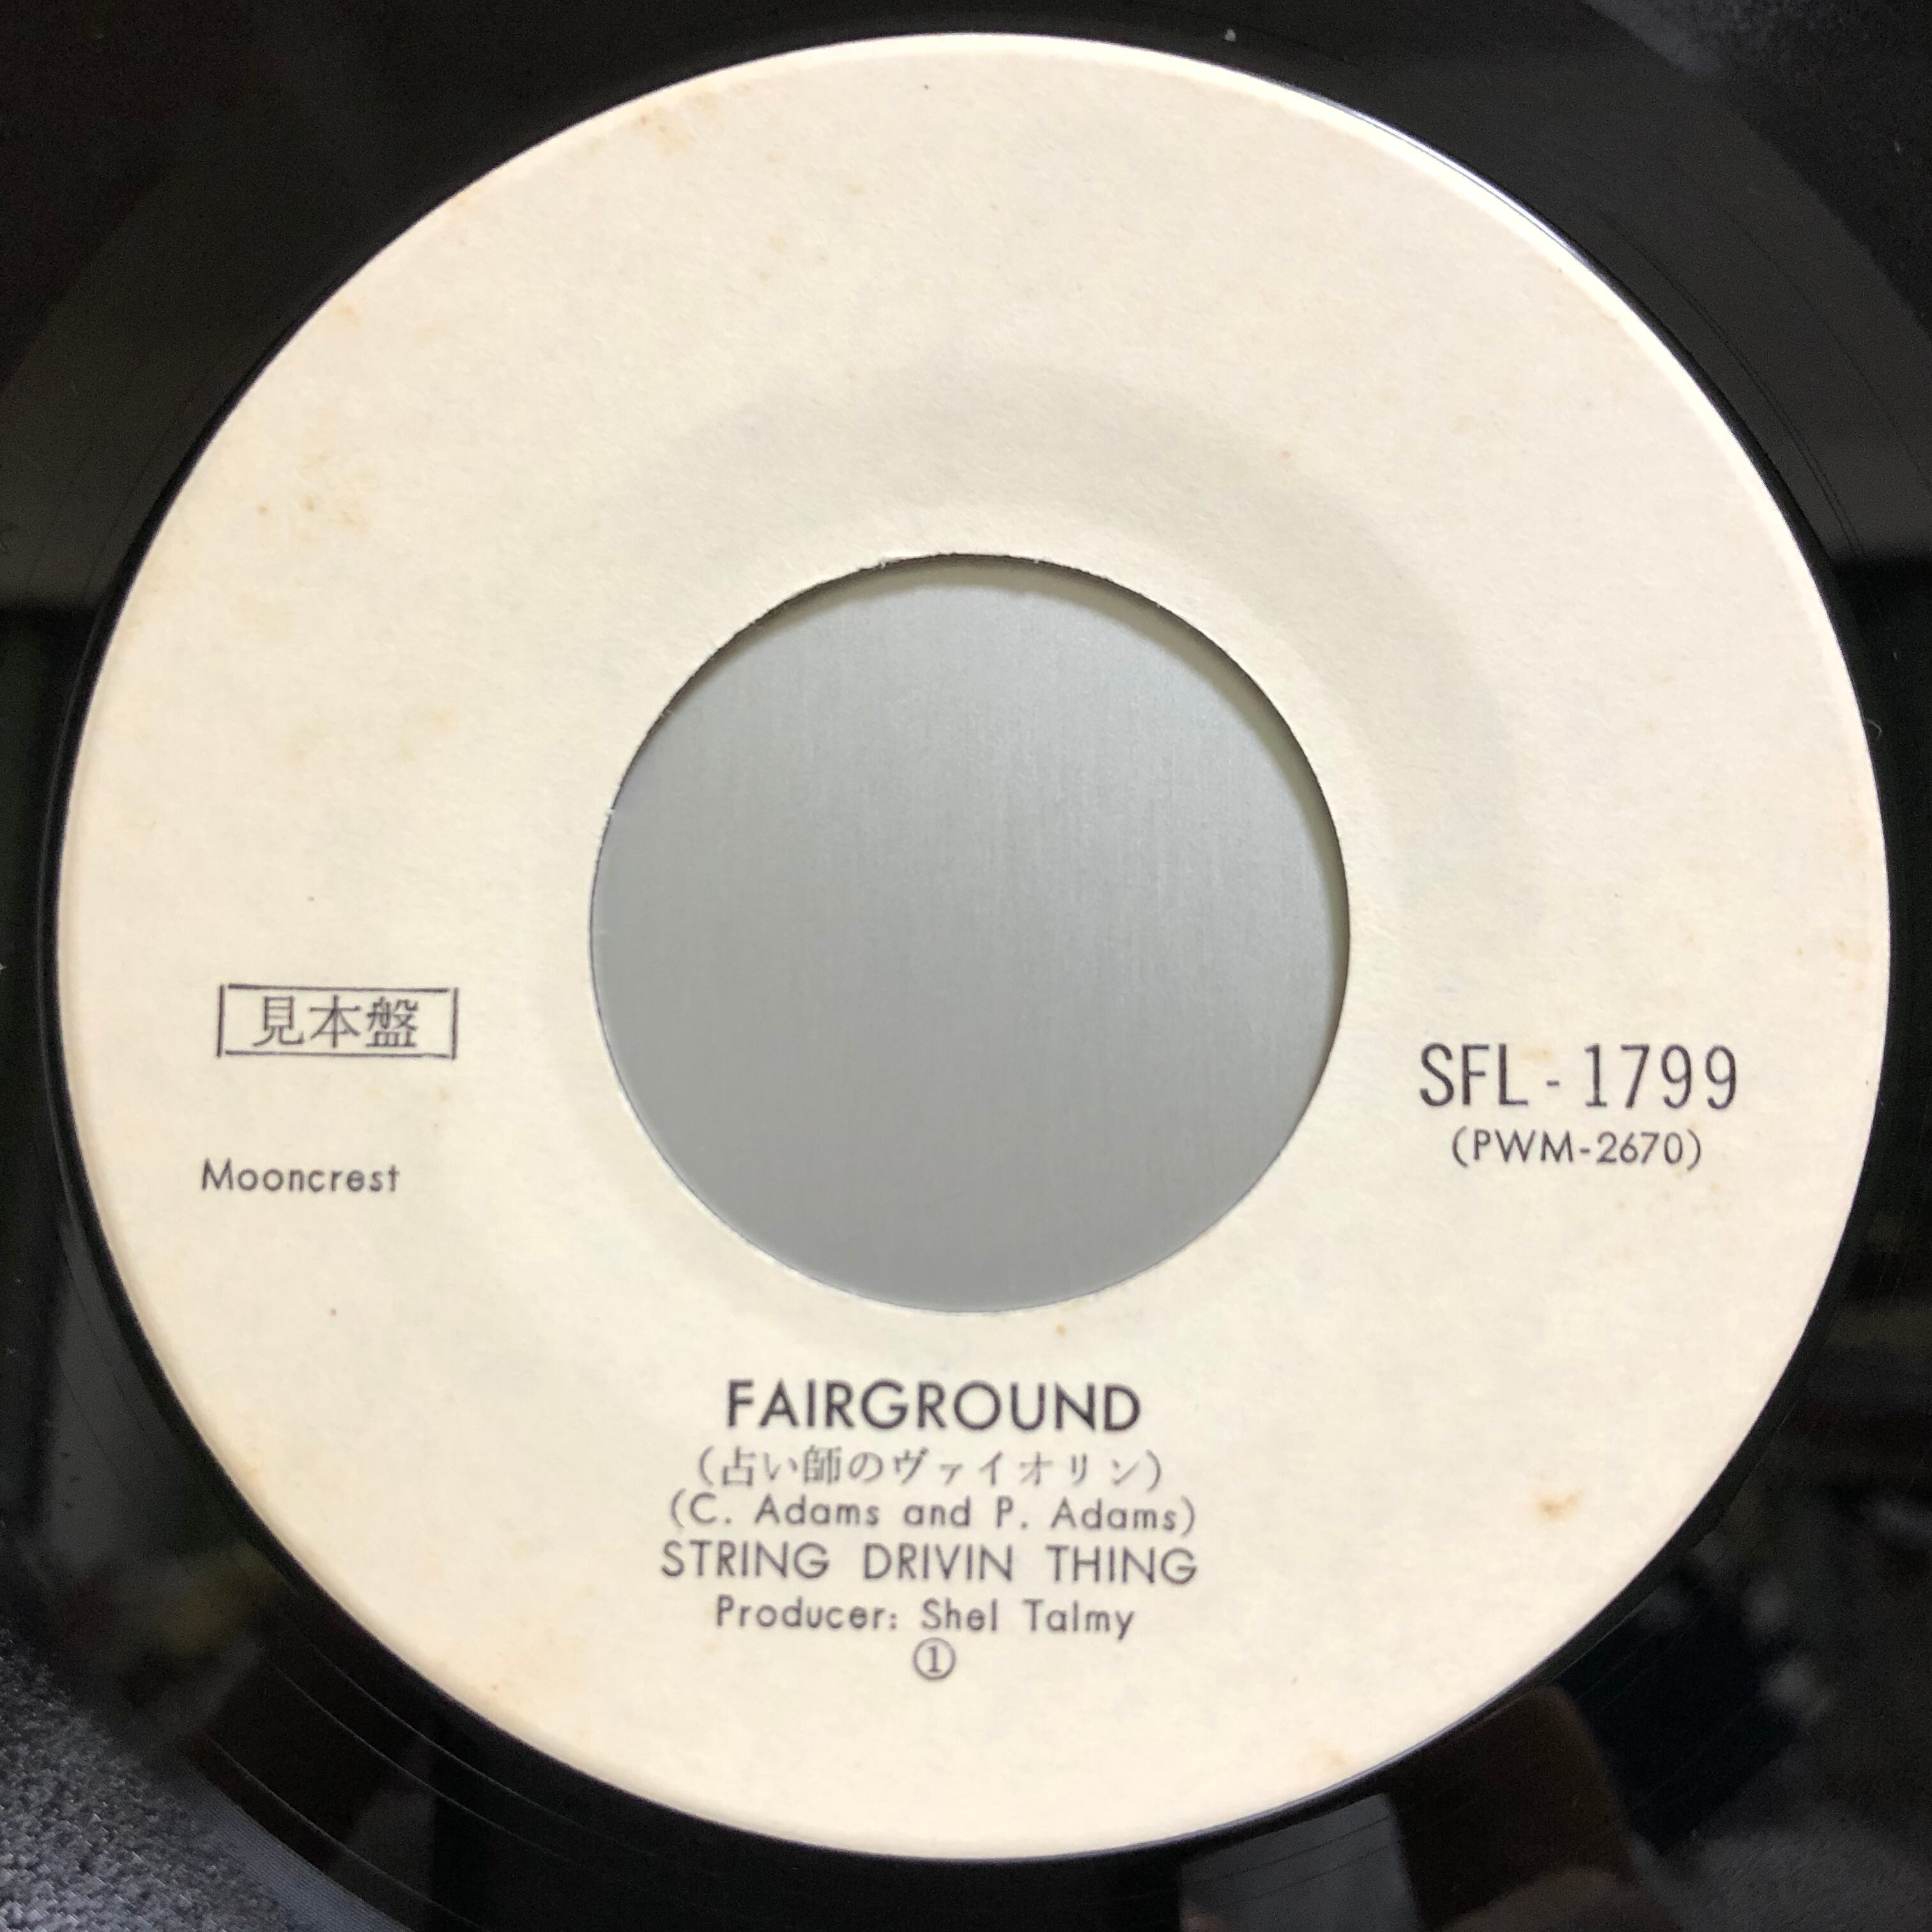 見本盤
Mooncrest
SFL-1799
(PWM-2670)
FAIRGROUND
(占い師のヴァイオリン)
(C. Adams and P. Adams)
STRING DRIVIN THING
Producer: Shel Talmy
①